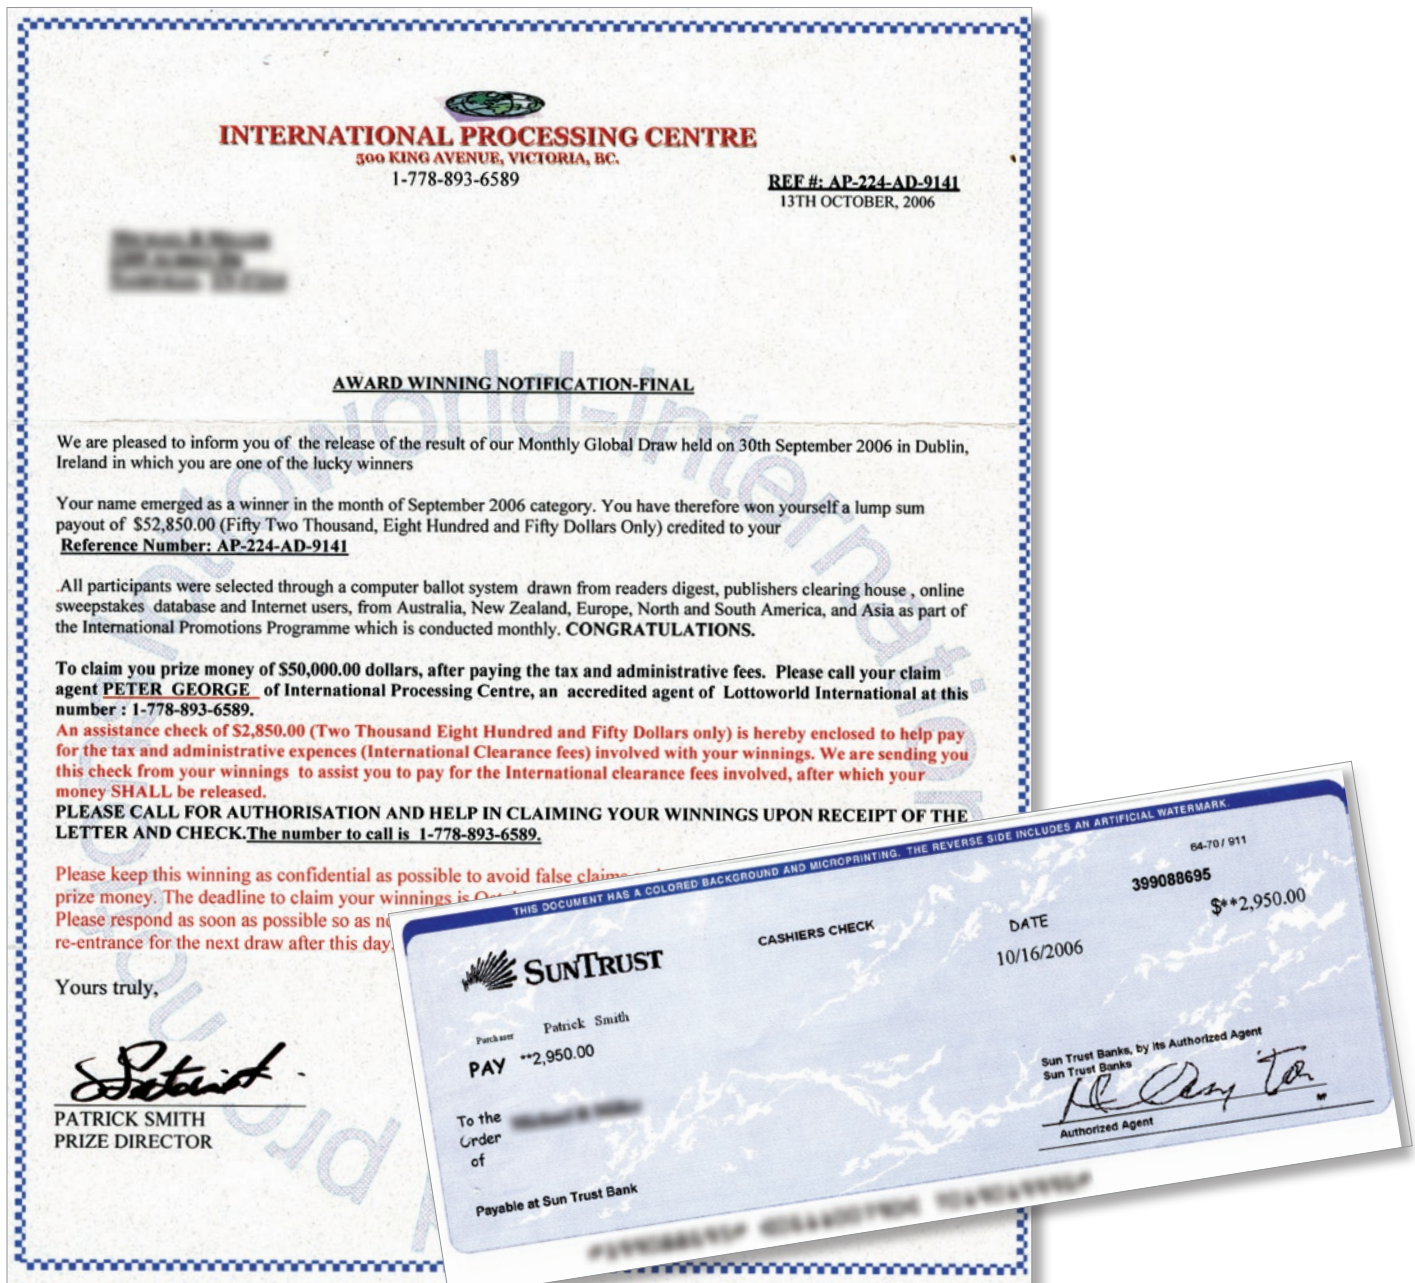 INTERNATIONAL PROCESSING CENTRE
500 KING AVENUE, VICTORIA, BC.
1-778-893-6589
REF #: AP-224-AD-9141
13TH OCTOBER, 2006
AWARD WINNING NOTIFICATION-FINAL
We are pleased to inform you of the release of the result of our Monthly Global Draw held on 30th September 2006 in Dublin,
Ireland in which you are one of the lucky winners
Your name emerged as a winner in the month of September 2006 category. You have therefore won yourself a lump sum
payout of $52,850.00 (Fifty Two Thousand, Eight Hundred and Fifty Dollars Only) credited to your
Reference Number: AP-224-AD-9141
.All participants were selected through a computer ballot system drawn from readers digest, publishers clearing house , online
sweepstakes database and Internet users, from Australia, New Zealand, Europe, North and South America, and Asia as part of
the International Promotions Programme which is conducted monthly. CONGRATULATIONS.
To claim you prize money of $50,000.00 dollars, after paying the tax and administrative fees. Please call your claim
agent PETER GEORGE of International Processing Centre, an accredited agent of Lottoworld International at this
number : 1-778-893-6589.
An assistance check of $2,850.00 (Two Thousand Eight Hundred and Fifty Dollars only) is hereby enclosed to help pay
for the tax and administrative expences (International Clearance fees) involved with your winnings. We are sending you
this check from your winnings to assist you to pay for the International clearance fees involved, after which your
money SHALL be released.
PLEASE CALL FOR AUTHORISATION AND HELP IN CLAIMING YOUR WINNINGS UPON RECEIPT OF THE
LETTER AND CHECK.The number to call is 1-778-893-6589.
Please keep this winning as confidential as possible to avoid false
prize money. The deadline to claim your winnings is
Please respond as soon as possible so as
re-entrance for the next draw after this day
Yours truly,
PATRICK SMITH
PRIZE DIRECTOR
THIS DOCUMENT HAS A COLORED BACKGROUND AND MICROPRINTING. THE REVERSE SIDE INCLUDES AN ARTIFICIAL WATERMARK.
64-70 / 911
399088695
$**2,950.00
CASHIERS CHECK
DATE
10/16/2006
SUNTRUST
Purchaser Patrick Smith
PAY **2,950.00
To the
Order
of
Sun Trust Banks, by its Authorized Agent
Sun Trust Banks
Authorized Agent
Payable at Sun Trust Bank